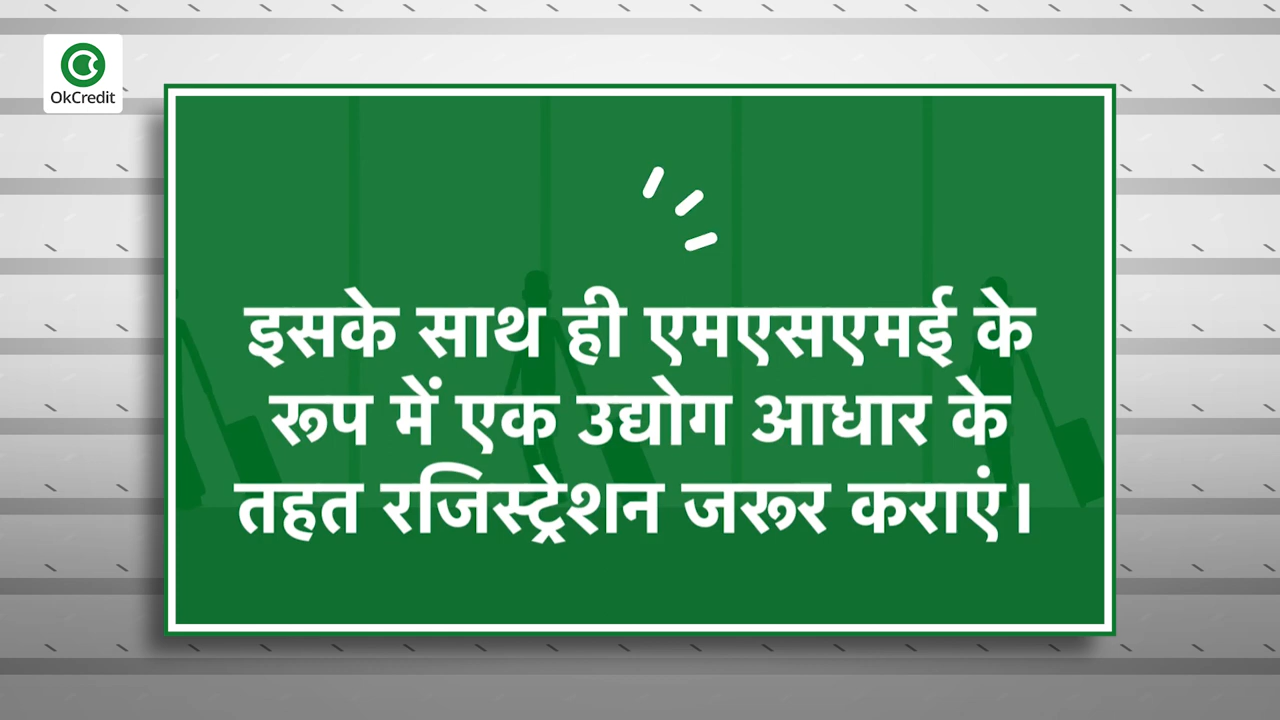 OkCredit
इसके साथ ही एमएसएमई के
रूप में एक उद्योग आधार के
तहत रजिस्ट्रेशन जरूर कराएं।